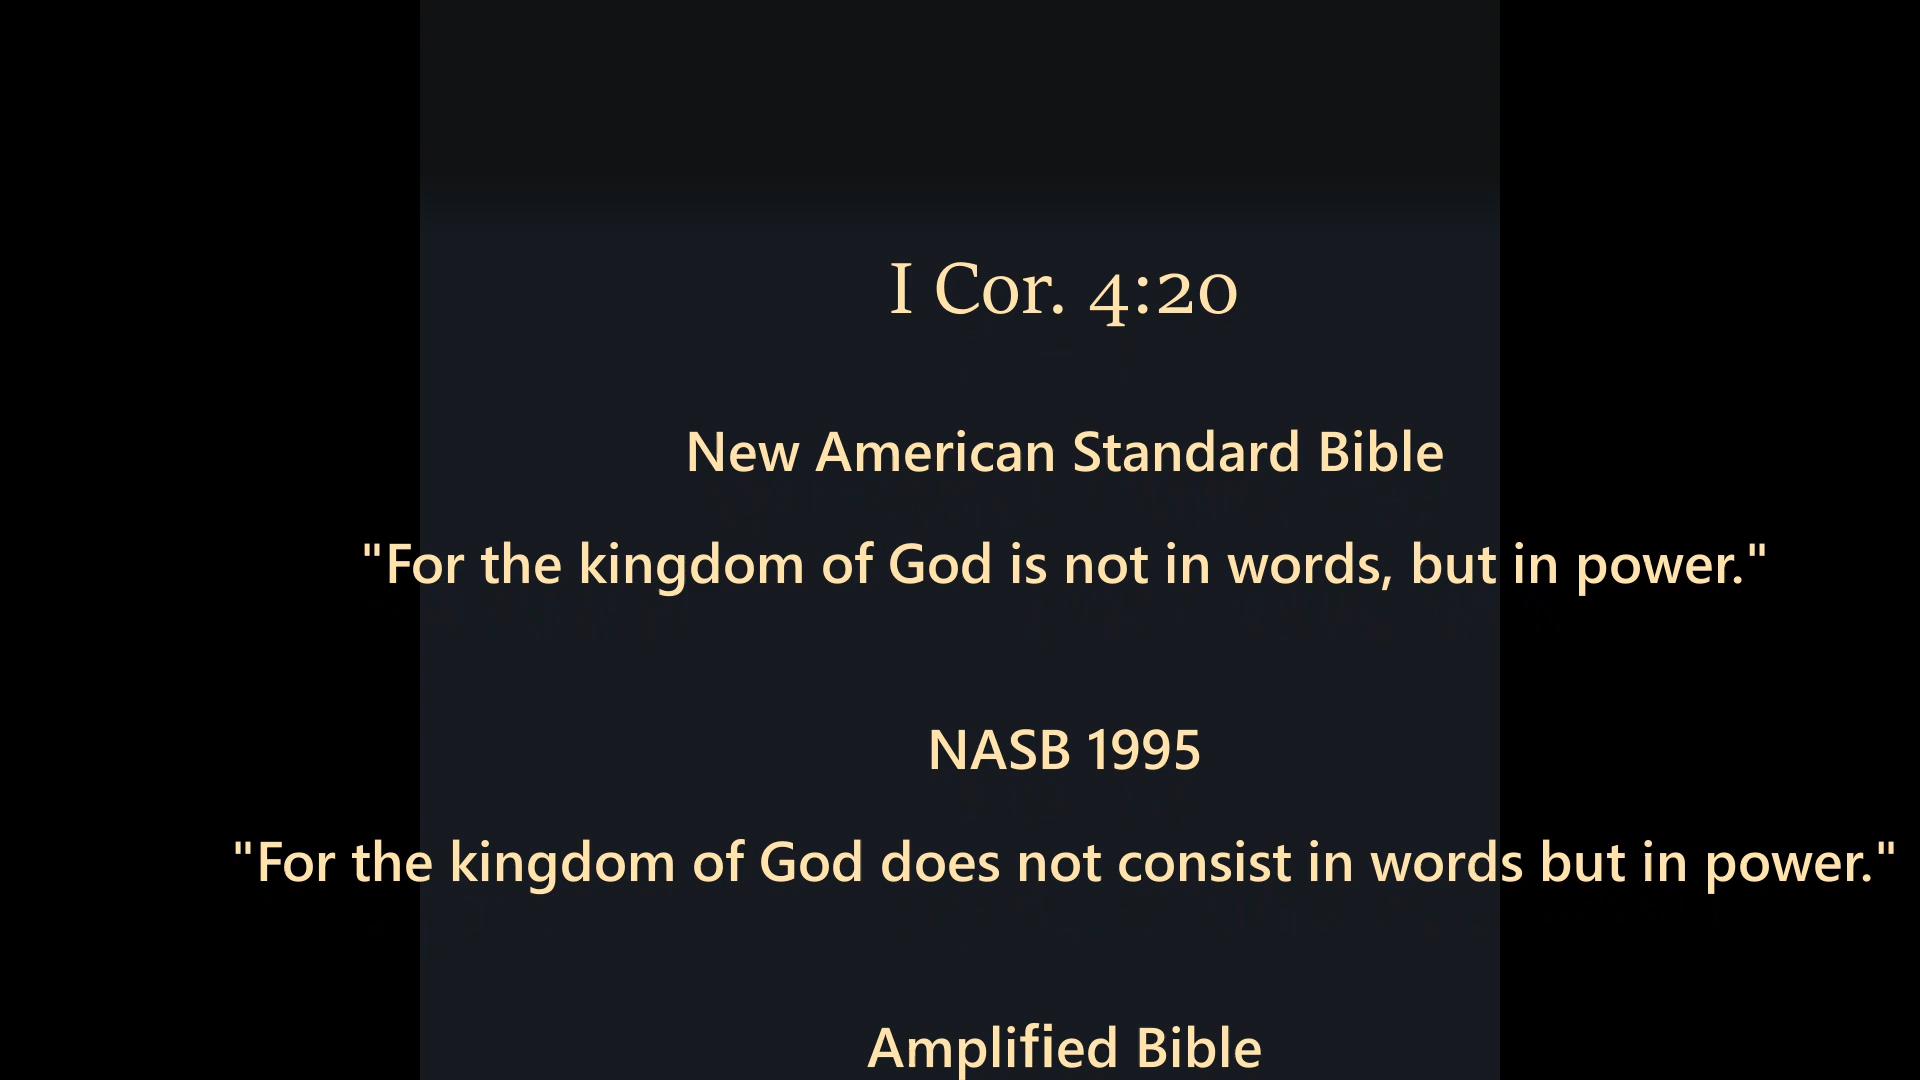 I Cor. 4:20
New American Standard Bible
"For the kingdom of God is not in words, but in power."
NASB 1995
"For the kingdom of God does not consist in words but in power."
Amplified Bible